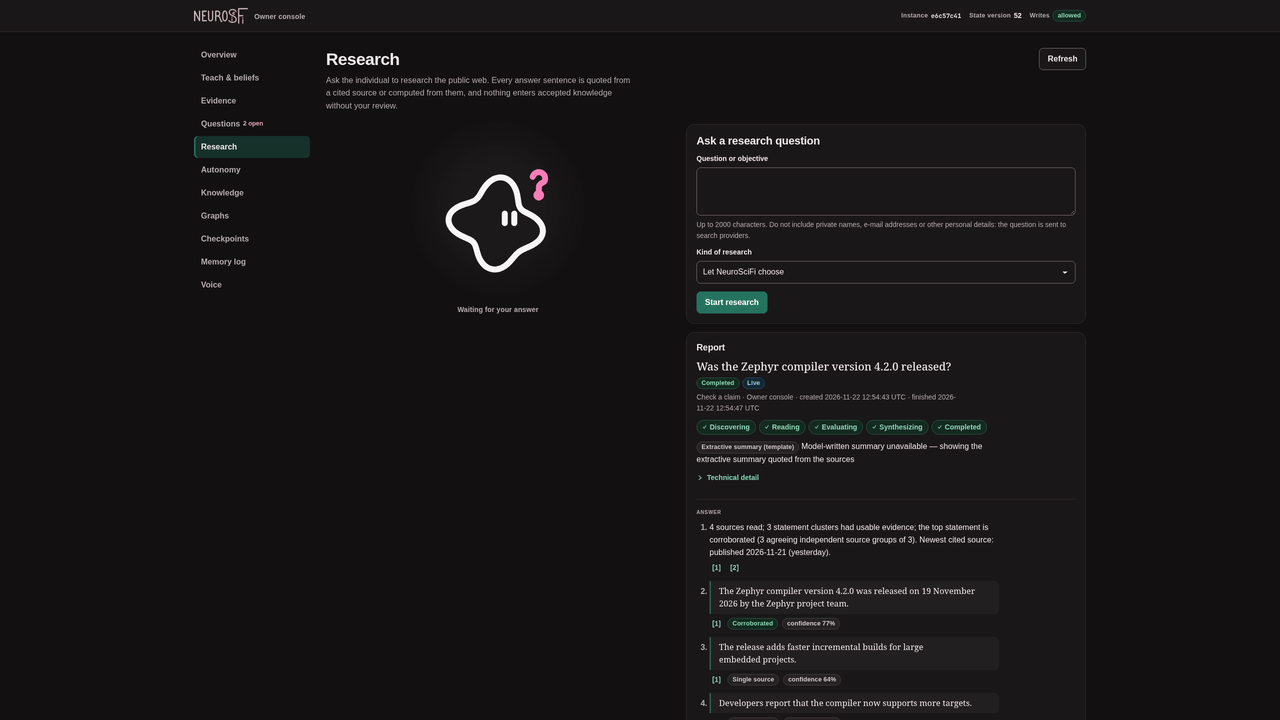 NEUROSFI Owner console
Instance e6c57c41 State version 52 Writes allowed
Overview
Teach & beliefs
Evidence
Questions 2 open
Research
Autonomy
Knowledge
Graphs
Checkpoints
Memory log
Voice
Research
Refresh
Ask the individual to research the public web. Every answer sentence is quoted from
a cited source or computed from them, and nothing enters accepted knowledge
without your review.
?
Waiting for your answer
Ask a research question
Question or objective
Up to 2000 characters. Do not include private names, e-mail addresses or other personal details: the question is sent to
search providers.
Kind of research
Let NeuroSciFi choose
Start research
Report
Was the Zephyr compiler version 4.2.0 released?
Completed Live
Check a claim · Owner console · created 2026-11-22 12:54:43 UTC · finished 2026-
11-22 12:54:47 UTC
✓ Discovering ✓ Reading ✓ Evaluating ✓ Synthesizing ✓ Completed
Extractive summary (template) Model-written summary unavailable — showing the
extractive summary quoted from the sources
Technical detail
ANSWER
1. 4 sources read; 3 statement clusters had usable evidence; the top statement is
corroborated (3 agreeing independent source groups of 3). Newest cited source:
published 2026-11-21 (yesterday).
[1] [2]
2. The Zephyr compiler version 4.2.0 was released on 19 November
2026 by the Zephyr project team.
[1] Corroborated confidence 77%
3. The release adds faster incremental builds for large
embedded projects.
[1] Single source confidence 64%
4. Developers report that the compiler now supports more targets.